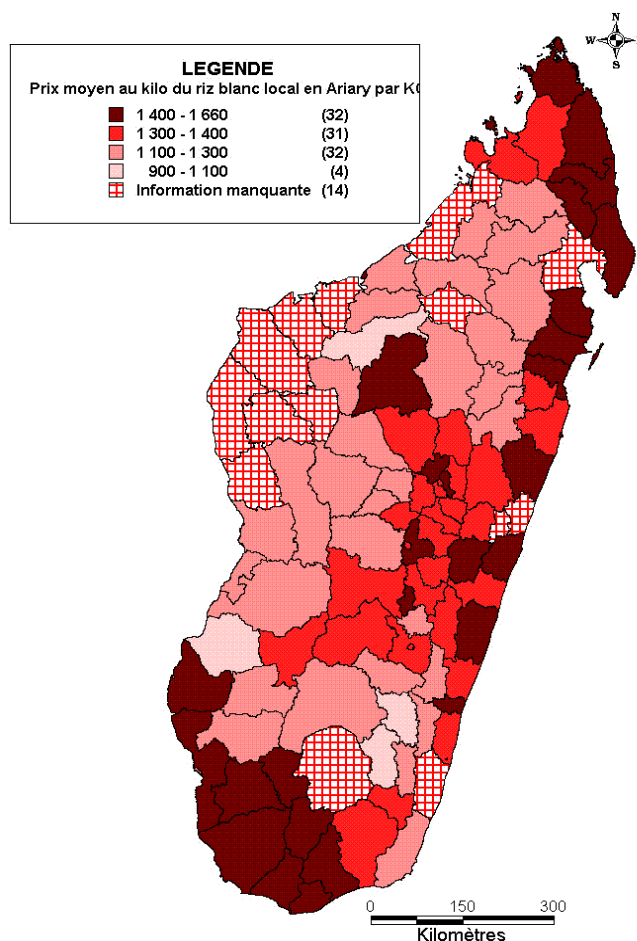 N
W E
S
LEGENDE
Prix moyen au kilo du riz blanc local en Ariary par K
1 400 - 1 660 (32)
1 300 - 1 400 (31)
1 100 - 1 300 (32)
900 - 1 100 (4)
Information manquante (14)
0 150 300
Kilomètres